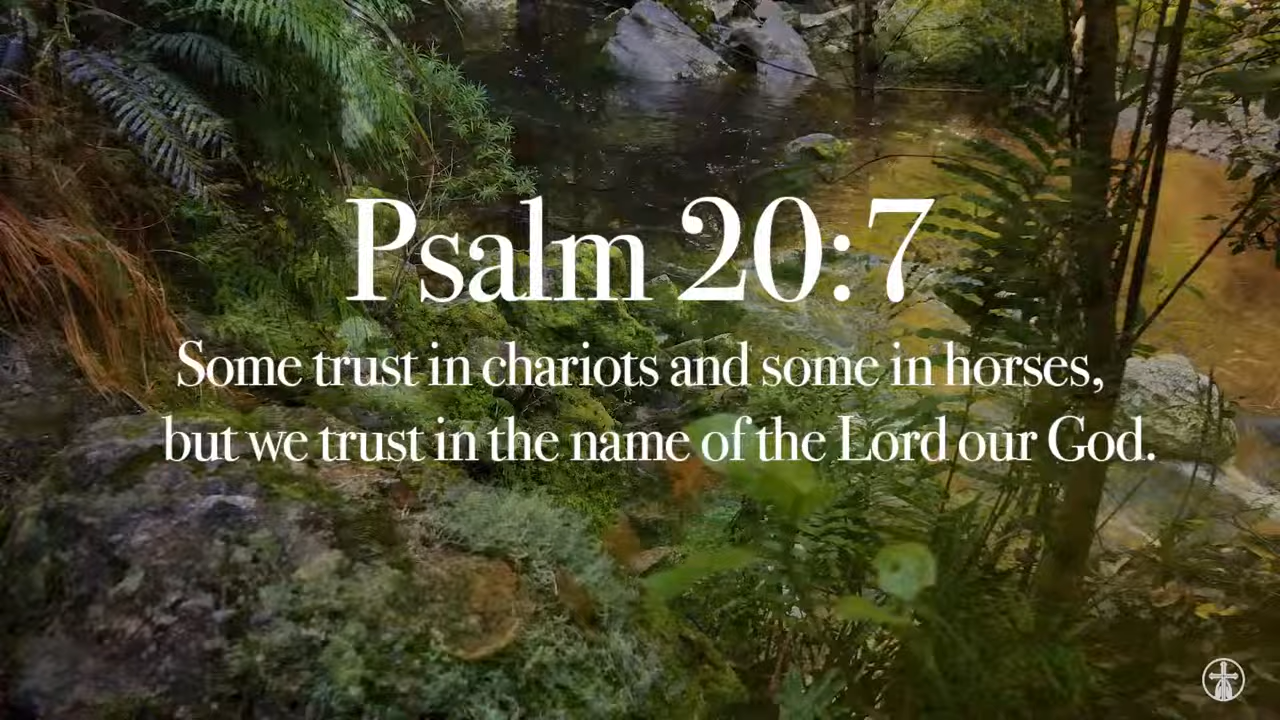 Psalm 20:7
Some trust in chariots and some in horses,
but we trust in the name of the Lord our God.